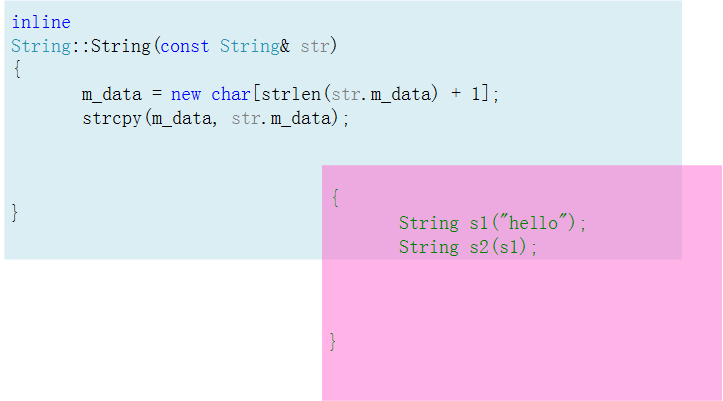 inline
String::String(const String& str)
{
m_data = new char[strlen(str.m_data) + 1];
strcpy(m_data, str.m_data);
}
{
String s1("hello");
String s2(s1);
}